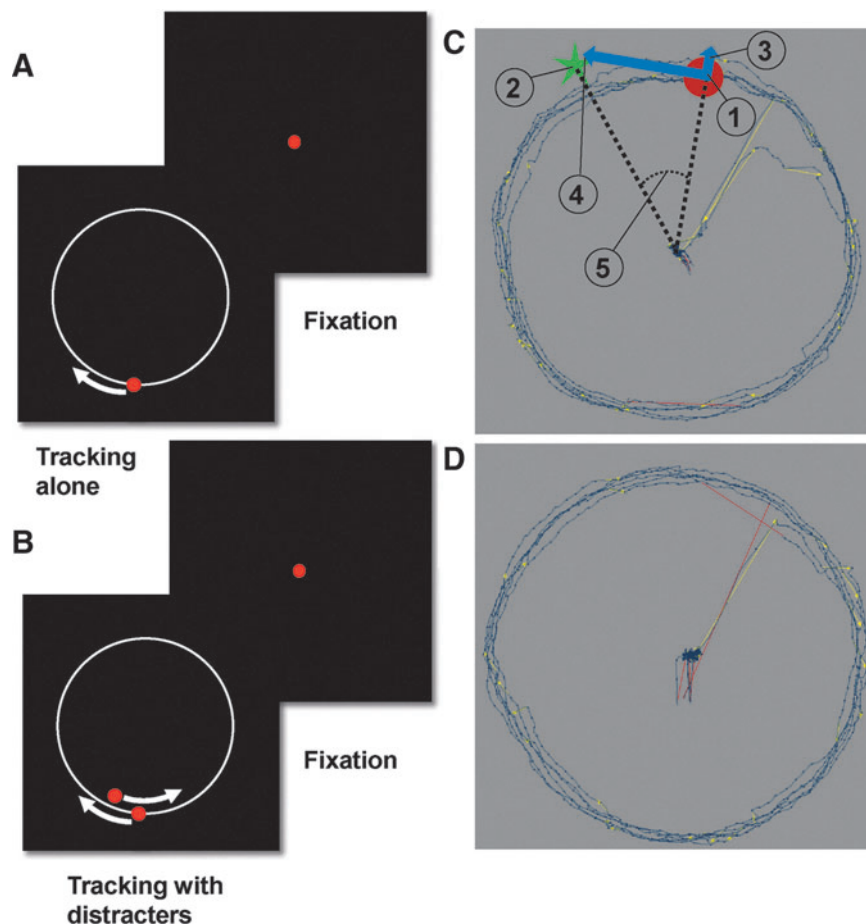 A
Fixation
Tracking
alone
B
Fixation
Tracking with
distracters
C
1
2
3
4
5
D